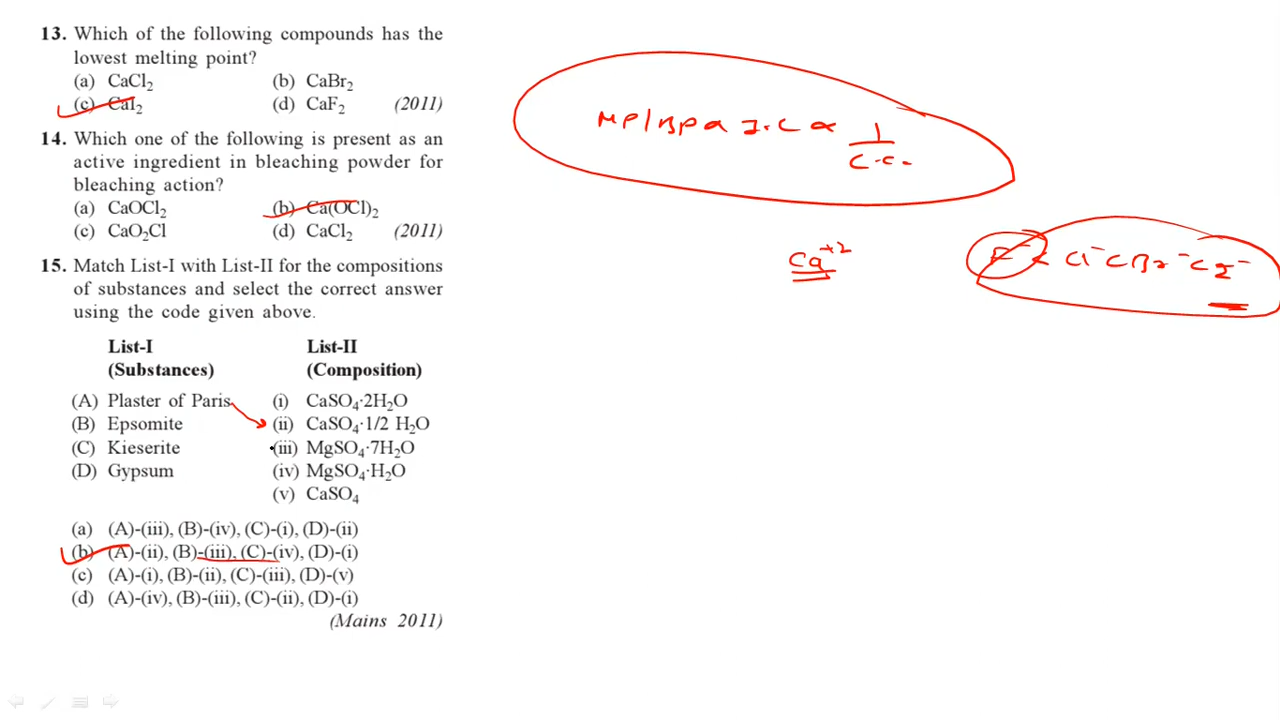 13. Which of the following compounds has the
lowest melting point?
(a) CaCl₂ (b) CaBr₂
(c) CaI₂ (d) CaF₂ (2011)
14. Which one of the following is present as an
active ingredient in bleaching powder for
bleaching action?
(a) CaOCl₂ (b) Ca(OCl)₂
(c) CaO₂Cl (d) CaCl₂ (2011)
15. Match List-I with List-II for the compositions
of substances and select the correct answer
using the code given above.
List-I List-II
(Substances) (Composition)
(A) Plaster of Paris (i) CaSO₄·2H₂O
(B) Epsomite (ii) CaSO₄·1/2 H₂O
(C) Kieserite (iii) MgSO₄·7H₂O
(D) Gypsum (iv) MgSO₄·H₂O
(v) CaSO₄
(a) (A)-(iii), (B)-(iv), (C)-(i), (D)-(ii)
(b) (A)-(ii), (B)-(iii), (C)-(iv), (D)-(i)
(c) (A)-(i), (B)-(ii), (C)-(iii), (D)-(v)
(d) (A)-(iv), (B)-(iii), (C)-(ii), (D)-(i)
(Mains 2011)
MP/BP α I.C α 1/C.C.
Ca⁺² F⁻ < Cl⁻ < Br⁻ < I⁻